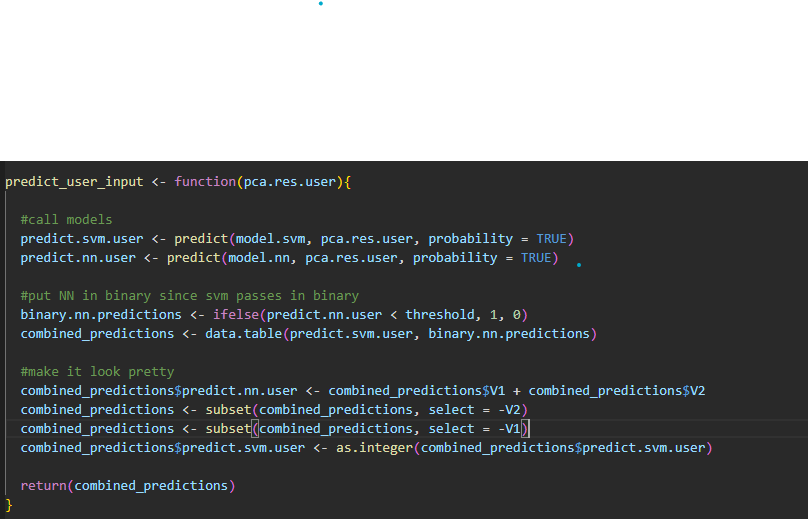 predict_user_input <- function(pca.res.user){
#call models
predict.svm.user <- predict(model.svm, pca.res.user, probability = TRUE)
predict.nn.user <- predict(model.nn, pca.res.user, probability = TRUE)
#put NN in binary since svm passes in binary
binary.nn.predictions <- ifelse(predict.nn.user < threshold, 1, 0)
combined_predictions <- data.table(predict.svm.user, binary.nn.predictions)
#make it look pretty
combined_predictions$predict.nn.user <- combined_predictions$V1 + combined_predictions$V2
combined_predictions <- subset(combined_predictions, select = -V2)
combined_predictions <- subset(combined_predictions, select = -V1)
combined_predictions$predict.svm.user <- as.integer(combined_predictions$predict.svm.user)
return(combined_predictions)
}